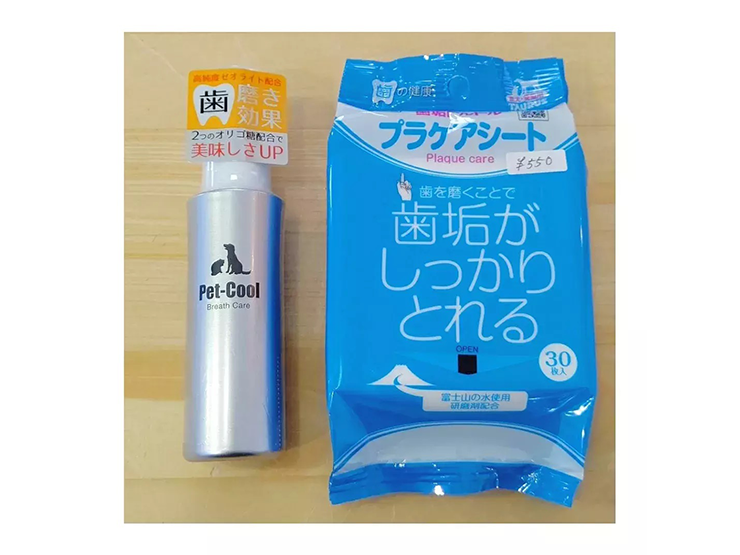 高純度ゼオライト配合
歯磨き
効果
2つのオリゴ糖配合で
美味しさUP
Pet-Cool
Breath Care
歯の健康
TAURUS
プラケアシート
Plaque care
¥550
歯を磨くことで
歯垢が
しっかり
とれる
OPEN
30
枚入
富士山の水使用
研磨剤配合